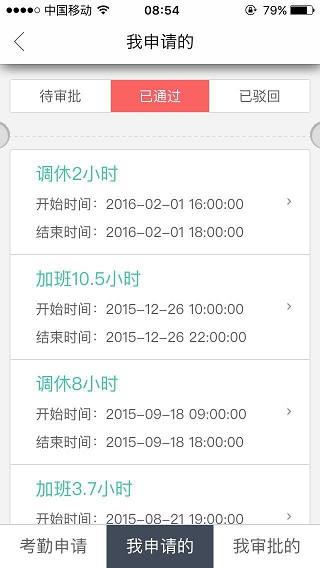 中国移动 08:54 79%
我申请的
待审批 已通过 已驳回
调休2小时
开始时间：2016-02-01 16:00:00
结束时间：2016-02-01 18:00:00
加班10.5小时
开始时间：2015-12-26 10:00:00
结束时间：2015-12-26 22:00:00
调休8小时
开始时间：2015-09-18 09:00:00
结束时间：2015-09-18 18:00:00
加班3.7小时
开始时间：2015-08-21 19:00:00
考勤申请 我申请的 我审批的